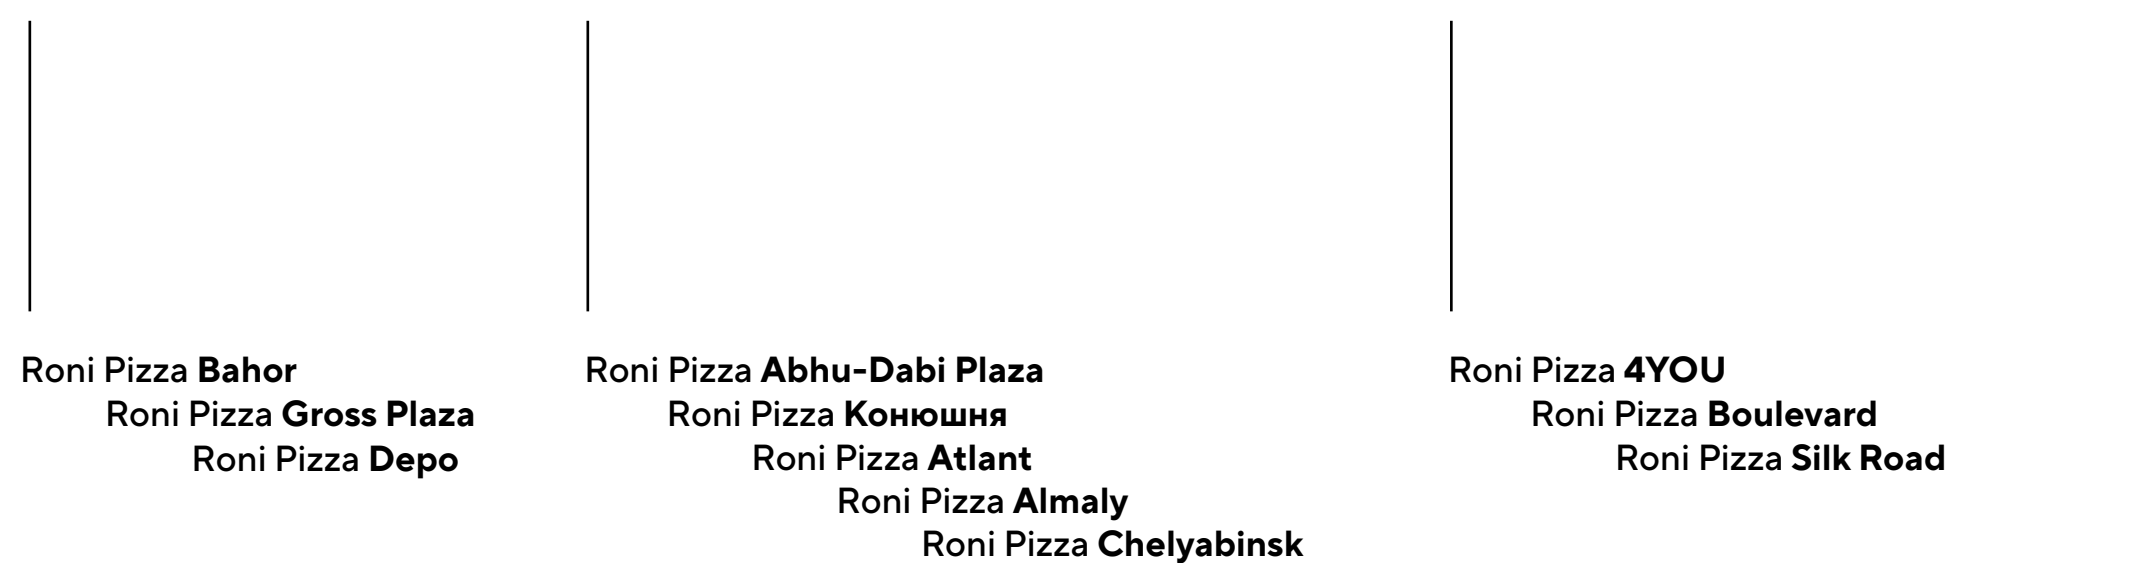 Roni Pizza Bahor
Roni Pizza Gross Plaza
Roni Pizza Depo
Roni Pizza Abhu-Dabi Plaza
Roni Pizza Конюшня
Roni Pizza Atlant
Roni Pizza Almaly
Roni Pizza Chelyabinsk
Roni Pizza 4YOU
Roni Pizza Boulevard
Roni Pizza Silk Road